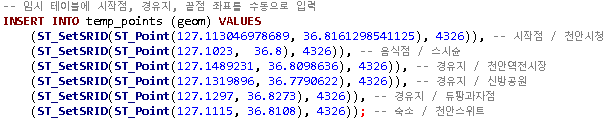 -- 임시 테이블에 시작점, 경유지, 끝점 좌표를 수동으로 입력
INSERT INTO temp_points (geom) VALUES
(ST_SetSRID(ST_Point(127.113046978689, 36.8161298541125), 4326)), -- 시작점 / 천안시청
(ST_SetSRID(ST_Point(127.1023, 36.8), 4326)), -- 음식점 / 스시쥰
(ST_SetSRID(ST_Point(127.1489231, 36.8098636), 4326)), -- 경유지 / 천안역전시장
(ST_SetSRID(ST_Point(127.1319896, 36.7790622), 4326)), -- 경유지 / 신방공원
(ST_SetSRID(ST_Point(127.1297, 36.8273), 4326)), -- 경유지 / 듀팡과자점
(ST_SetSRID(ST_Point(127.1115, 36.8108), 4326)); -- 숙소 / 천안스위트